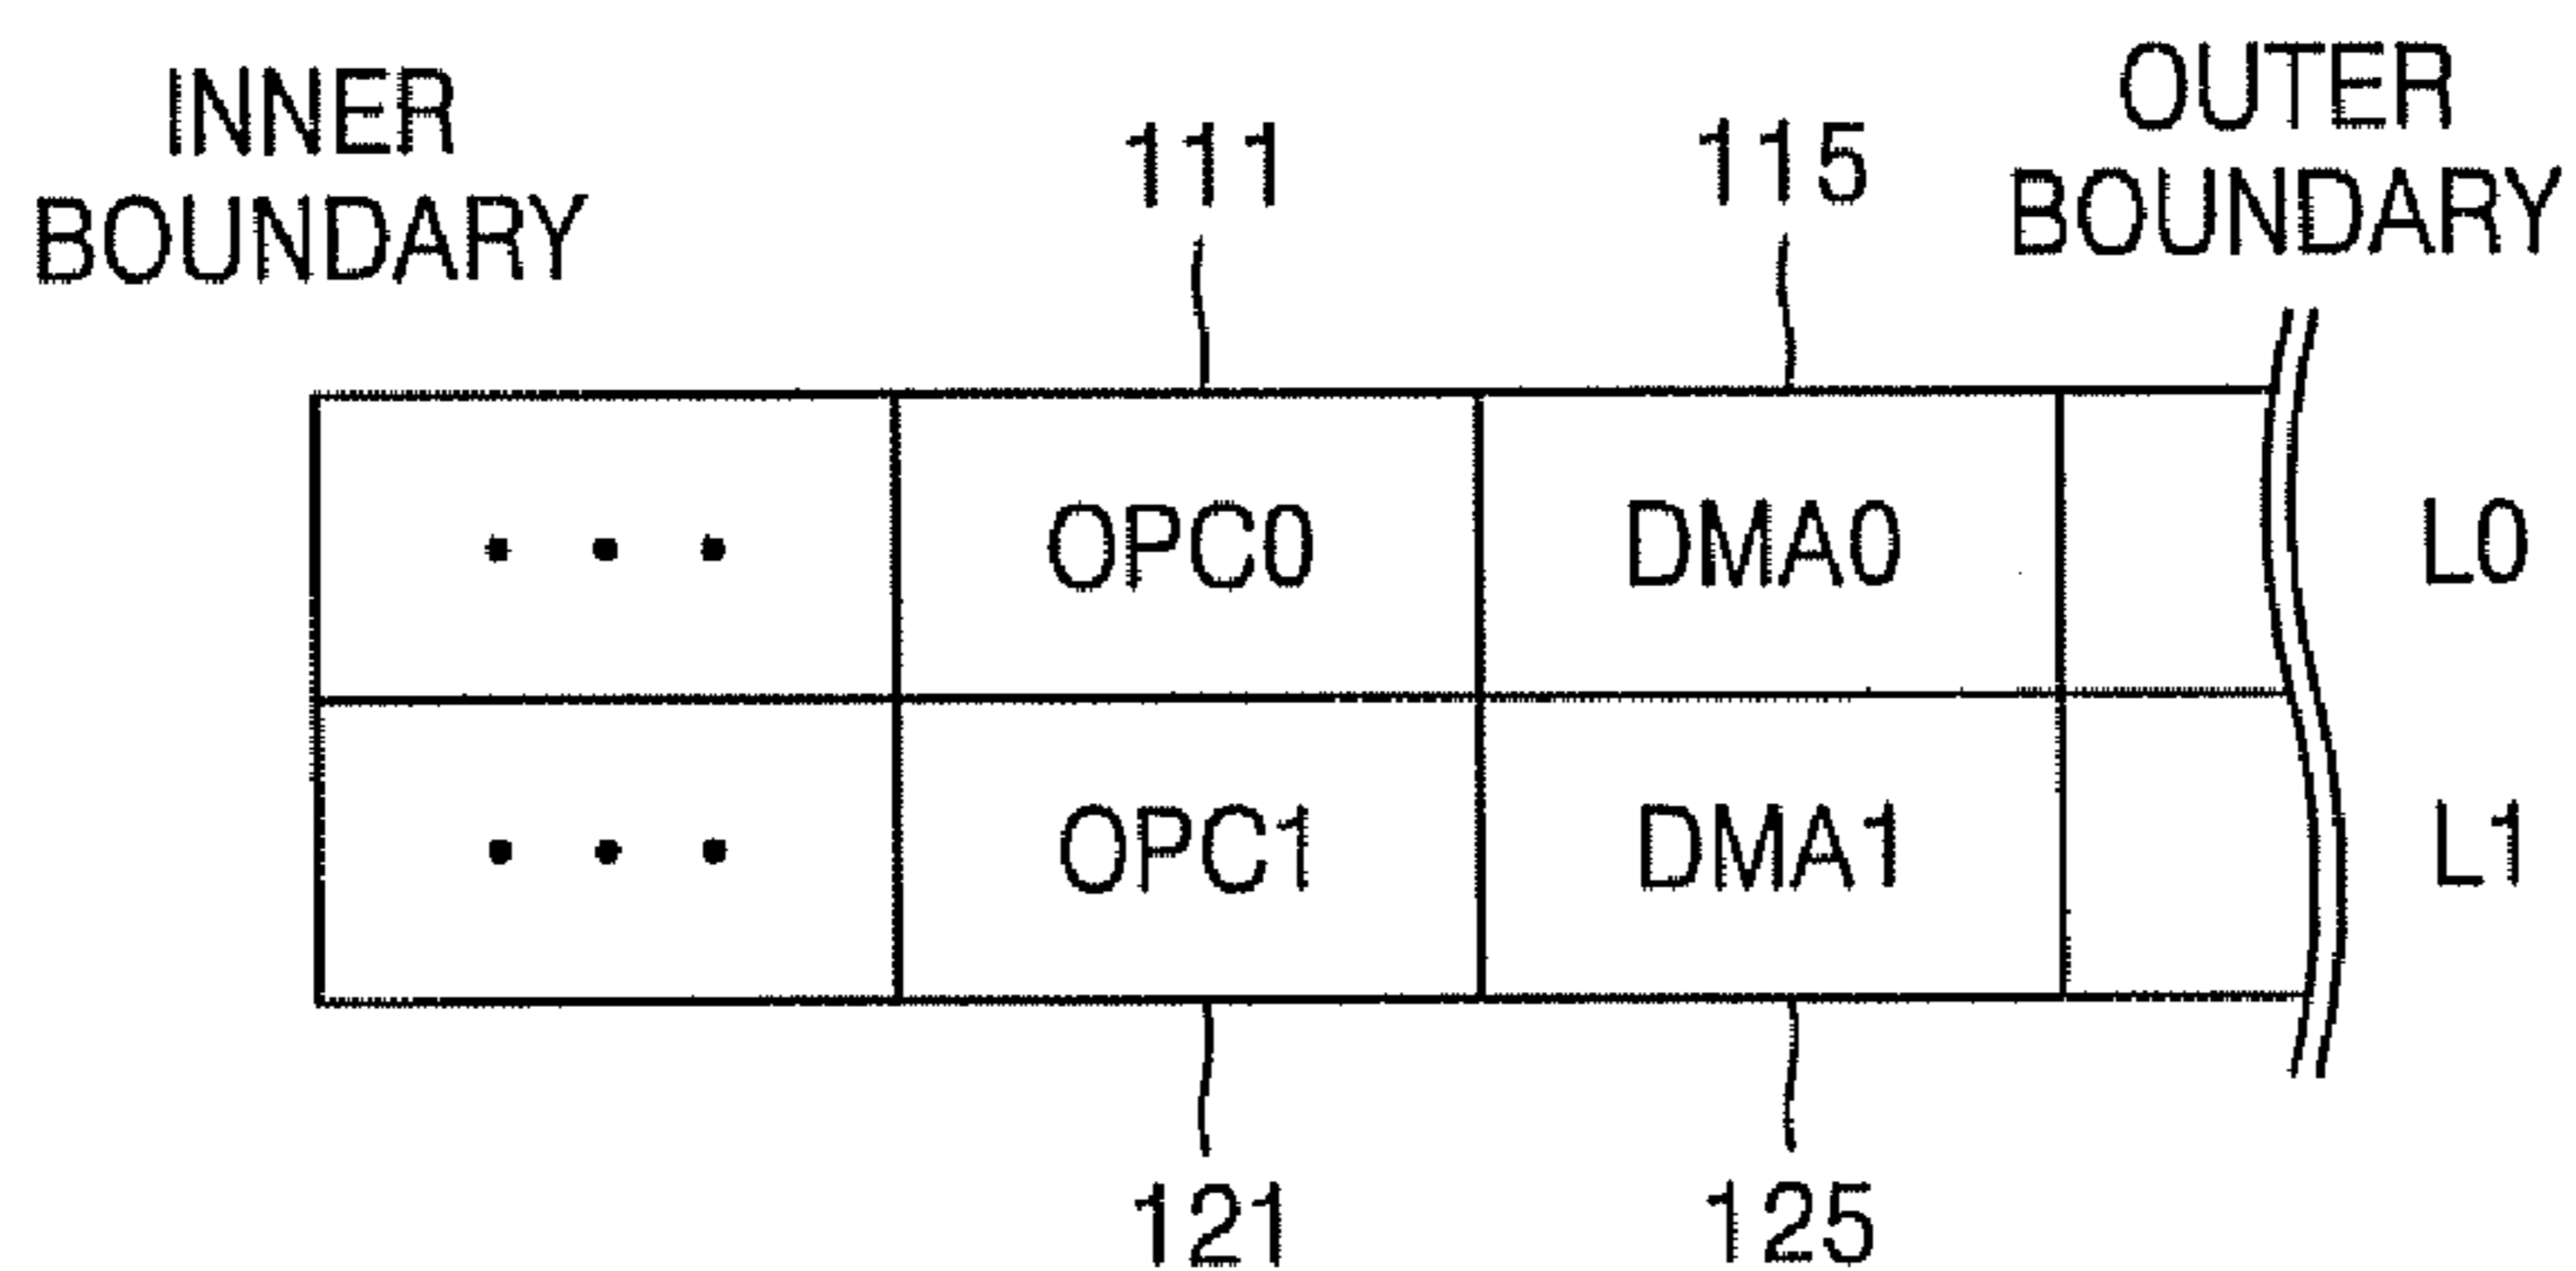 INNER
BOUNDARY
111
115
OUTER
BOUNDARY
• • •
OPC0
DMA0
L0
• • •
OPC1
DMA1
L1
121
125